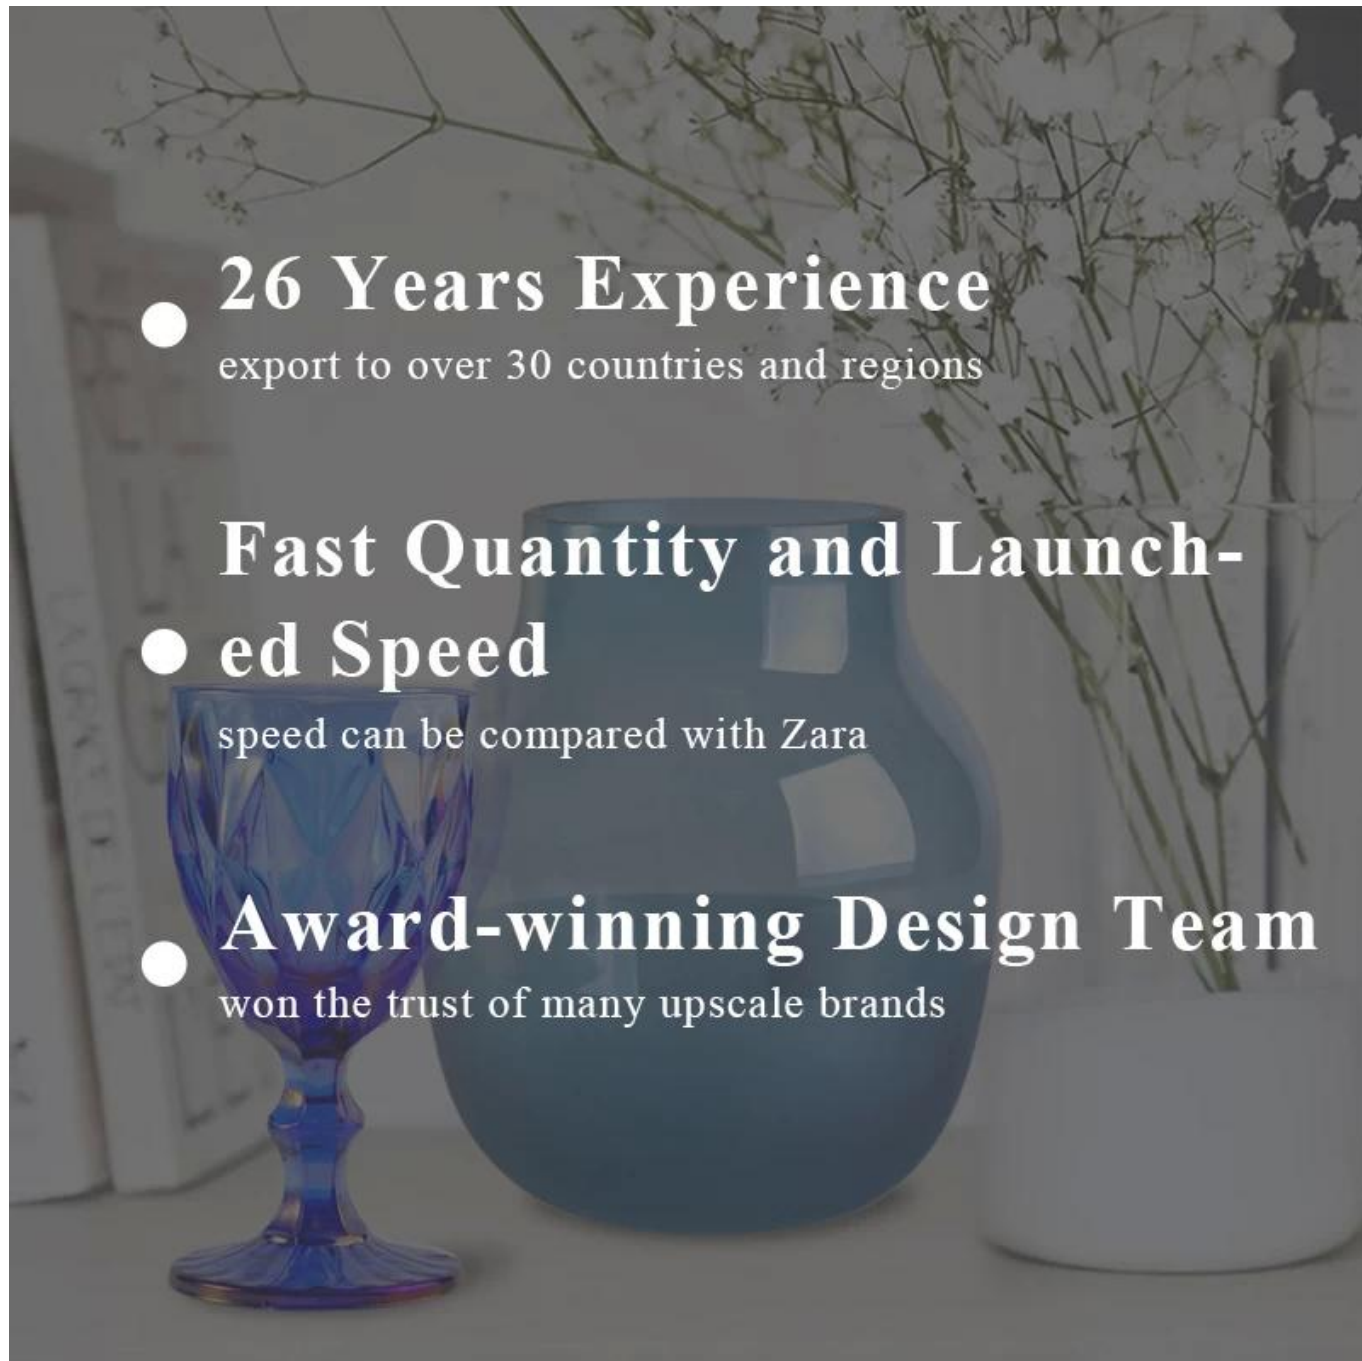 26 Years Experience
export to over 30 countries and regions
Fast Quantity and Launch-
ed Speed
speed can be compared with Zara
Award-winning Design Team
won the trust of many upscale brands